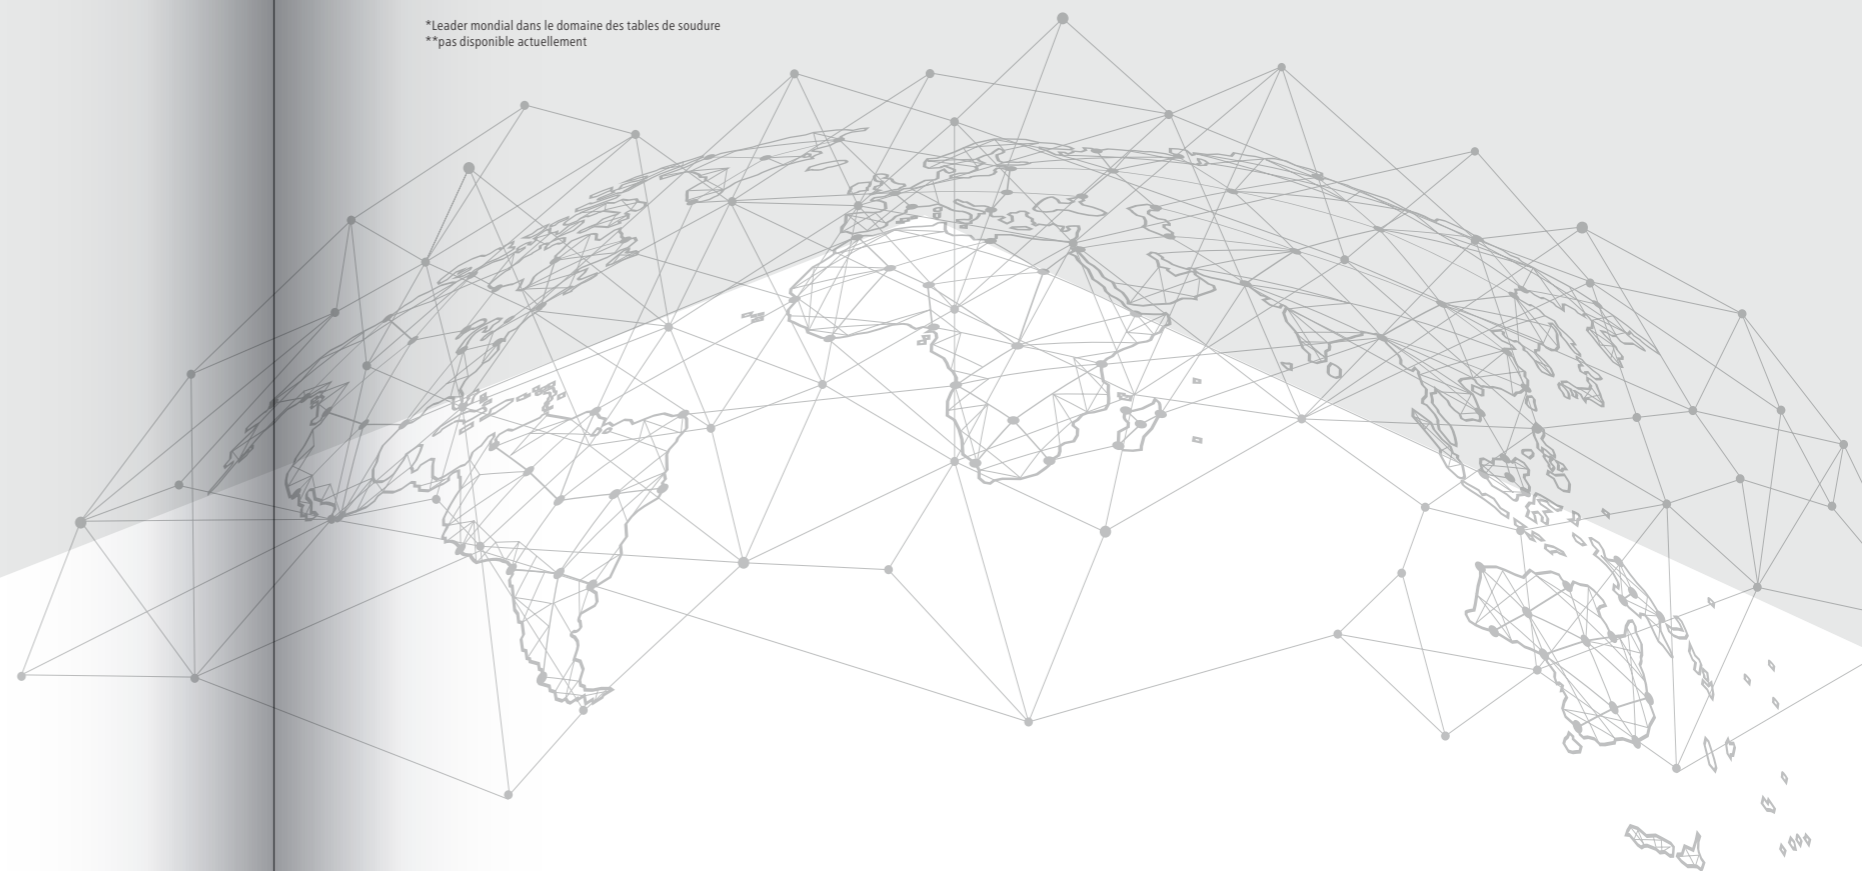 *Leader mondial dans le domaine des tables de soudure
**pas disponible actuellement